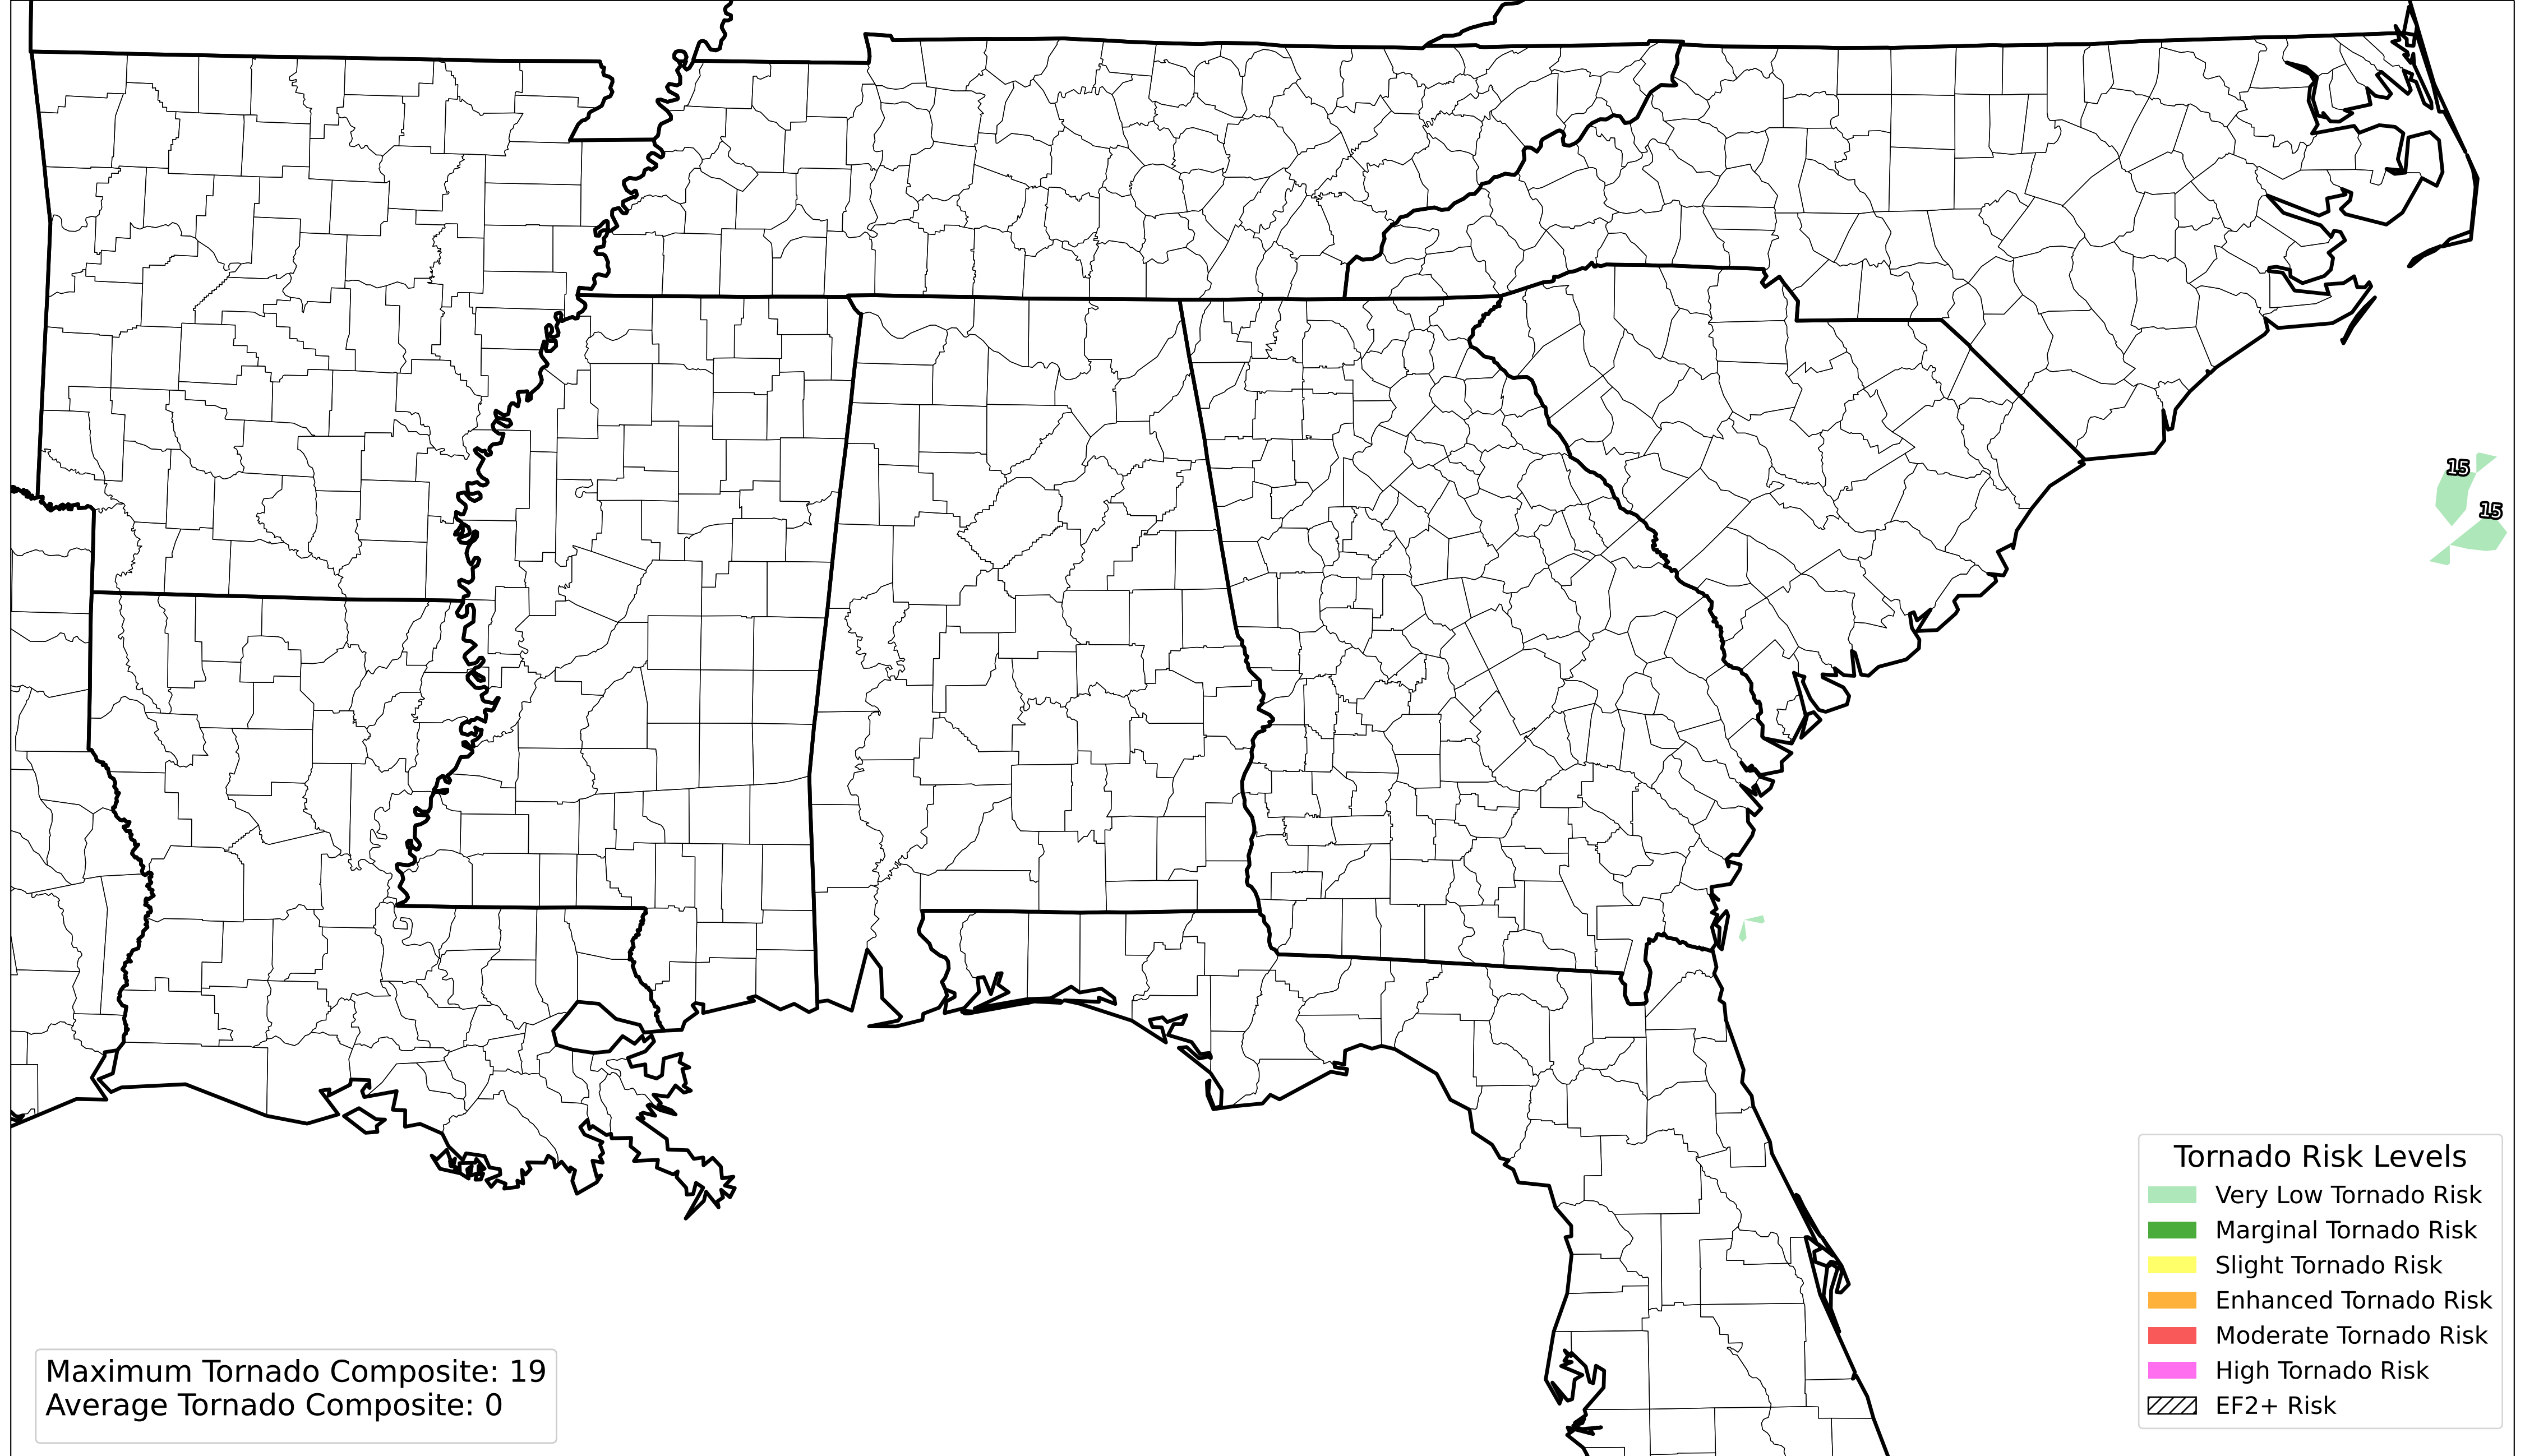 15
15
Tornado Risk Levels
Very Low Tornado Risk
Marginal Tornado Risk
Slight Tornado Risk
Enhanced Tornado Risk
Moderate Tornado Risk
High Tornado Risk
EF2+ Risk
Maximum Tornado Composite: 19
Average Tornado Composite: 0